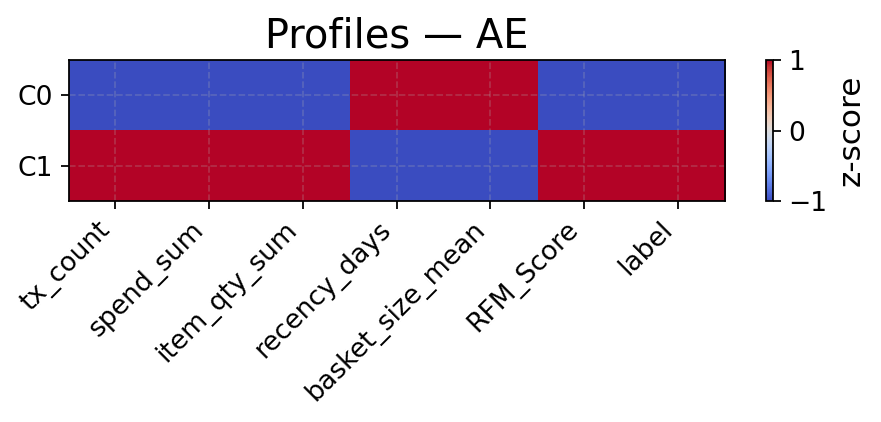 Profiles — AE
C0
C1
tx_count
spend_sum
item_qty_sum
recency_days
basket_size_mean
RFM_Score
label
1
0
−1
z-score